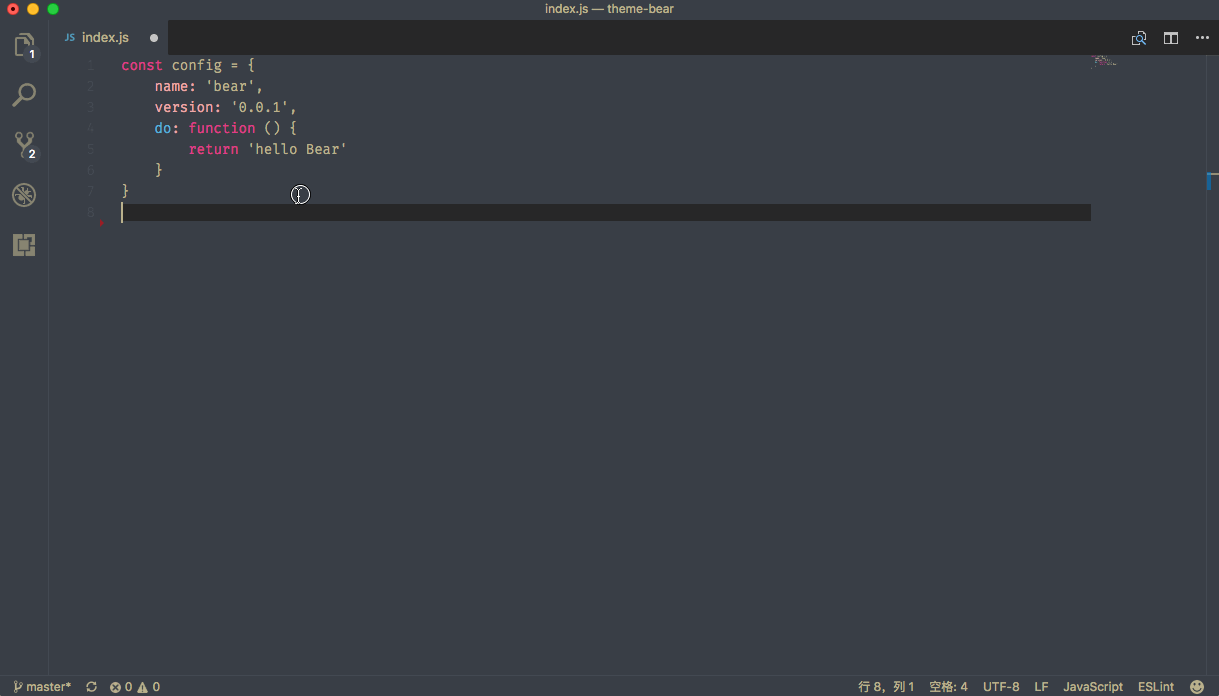 index.js — theme-bear
JS index.js
1 const config = {
2 name: 'bear',
3 version: '0.0.1',
4 do: function () {
5 return 'hello Bear'
6 }
7 }
8
1
2
master* 0 0 行 8，列 1 空格: 4 UTF-8 LF JavaScript ESLint